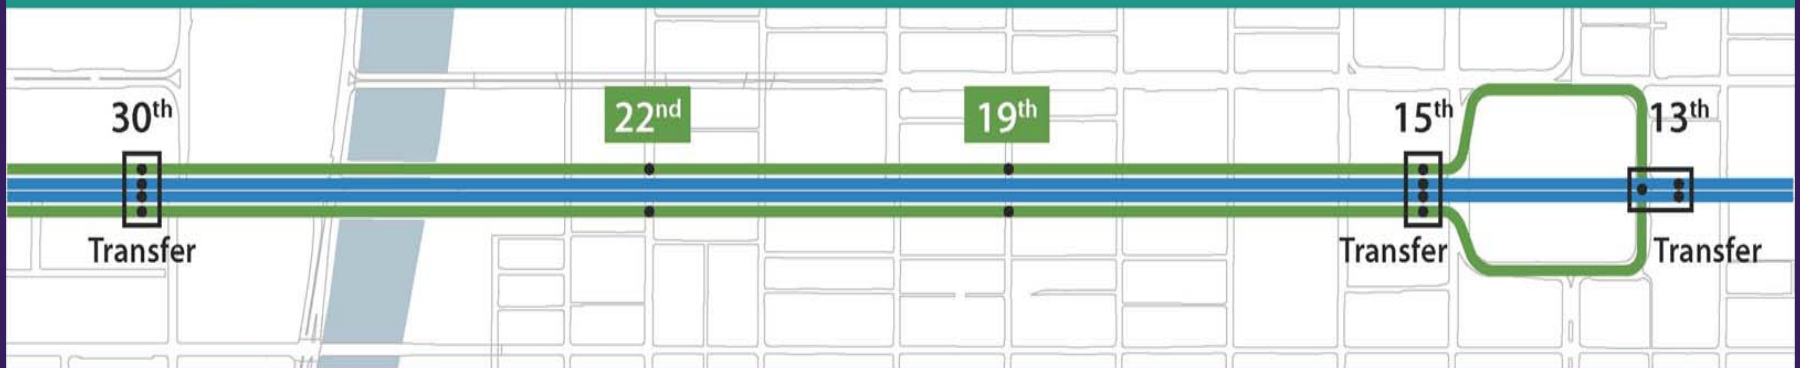 30th
22nd
19th
15th
13th
Transfer
Transfer
Transfer